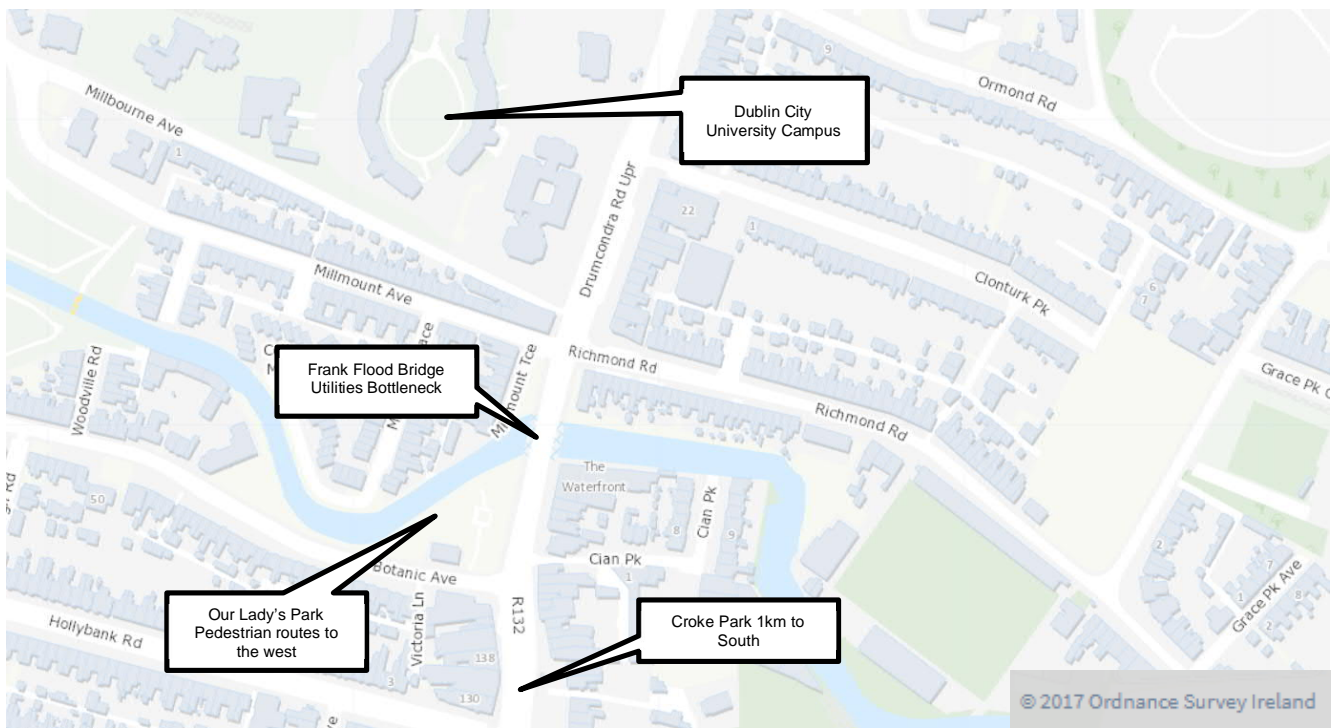 9
Ormond Rd
Millbourne Ave
1
Dublin City
University Campus
Drumcondra Rd Upr
22
1
Clonturk Pk
6
7
Millmount Ave
Frank Flood Bridge
Utilities Bottleneck
Richmond Rd
Grace Pk
Woodville Rd
Richmond Rd
The
Waterfront
50
8
Cian Pk
9
Botanic Ave
Cian Pk
1
2
7
1
8
Grace Pk Ave
2
Our Lady's Park
Pedestrian routes to
the west
Victoria Ln
R132
Croke Park 1km to
South
Hollybank Rd
138
3
130
© 2017 Ordnance Survey Ireland